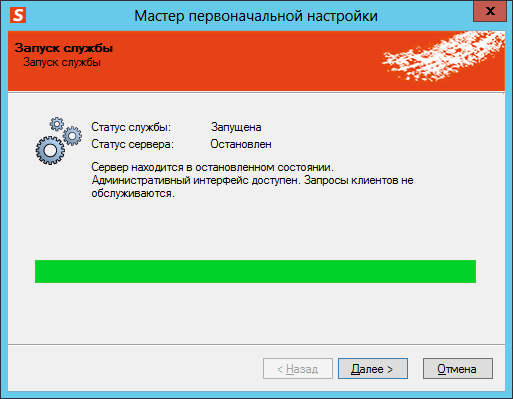 S
Мастер первоначальной настройки
x
Запуск службы
Запуск службы
Статус службы: Запущена
Статус сервера: Остановлен
Сервер находится в остановленном состоянии.
Административный интерфейс доступен. Запросы клиентов не
обслуживаются.
< Назад
Далее >
Отмена